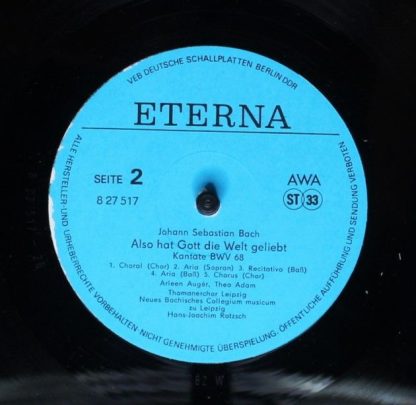 VEB DEUTSCHE SCHALLPLATTEN BERLIN DDR
ETERNA
SEITE 2
8 27 517
AWA
ST 33
Johann Sebastian Bach
Also hat Gott die Welt geliebt
Kantate BWV 68
1. Choral (Chor) 2. Aria (Sopran) 3. Recitativo (Baß)
4. Aria (Baß) 5. Chorus (Chor)
Arleen Augér, Theo Adam
Thomanerchor Leipzig
Neues Bachisches Collegium musicum
zu Leipzig
Hans-Joachim Rotzsch
ALLE HERSTELLER- UND URHEBERRECHTE VORBEHALTEN · NICHT GENEHMIGTE ÜBERSPIELUNG, ÖFFENTLICHE AUFFÜHRUNG UND SENDUNG VERBOTEN